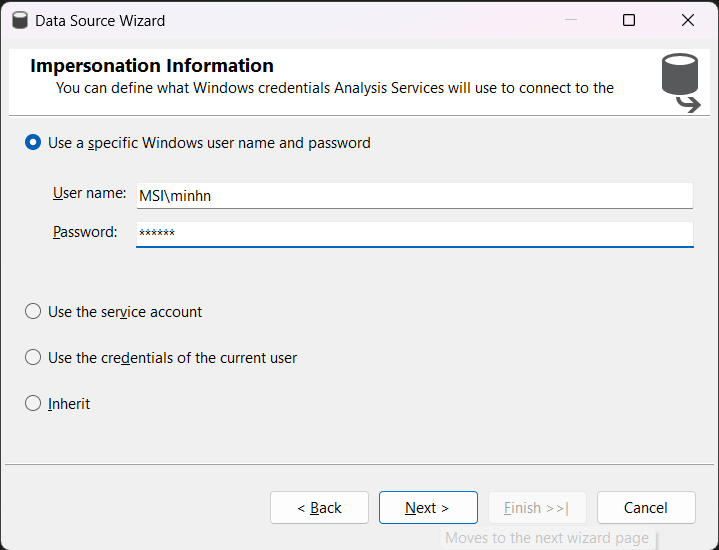 Data Source Wizard
Impersonation Information
You can define what Windows credentials Analysis Services will use to connect to the
Use a specific Windows user name and password
User name: MSI\minhn
Password: ******
Use the service account
Use the credentials of the current user
Inherit
< Back Next > Finish >>| Cancel
Moves to the next wizard page